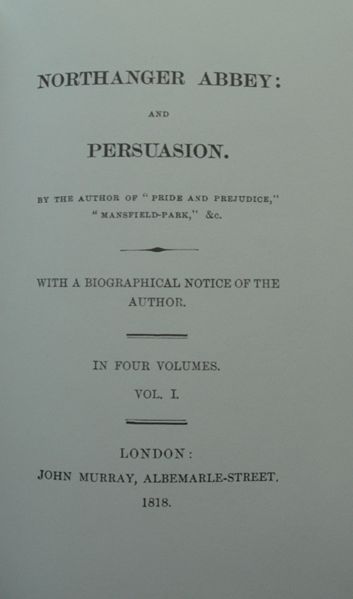 NORTHANGER ABBEY:
AND
PERSUASION.
BY THE AUTHOR OF "PRIDE AND PREJUDICE,"
"MANSFIELD-PARK," &c.
WITH A BIOGRAPHICAL NOTICE OF THE
AUTHOR.
IN FOUR VOLUMES.
VOL. I.
LONDON:
JOHN MURRAY, ALBEMARLE-STREET.
1818.